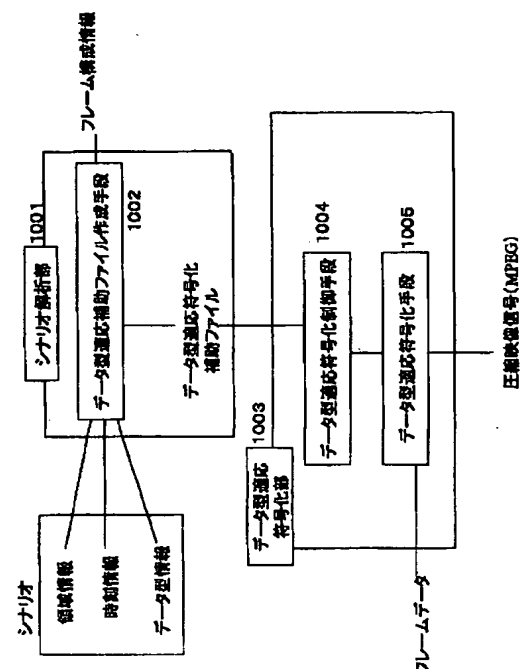 シナリオ
領域情報
時刻情報
データ型情報
1001
シナリオ解析部
データ型適応補助ファイル作成手段
1002
フレーム構成情報
データ型適応符号化
補助ファイル
1003
データ型適応
符号化部
1004
データ型適応符号化制御手段
1005
データ型適応符号化手段
フレームデータ
圧縮映像信号(MPEG)